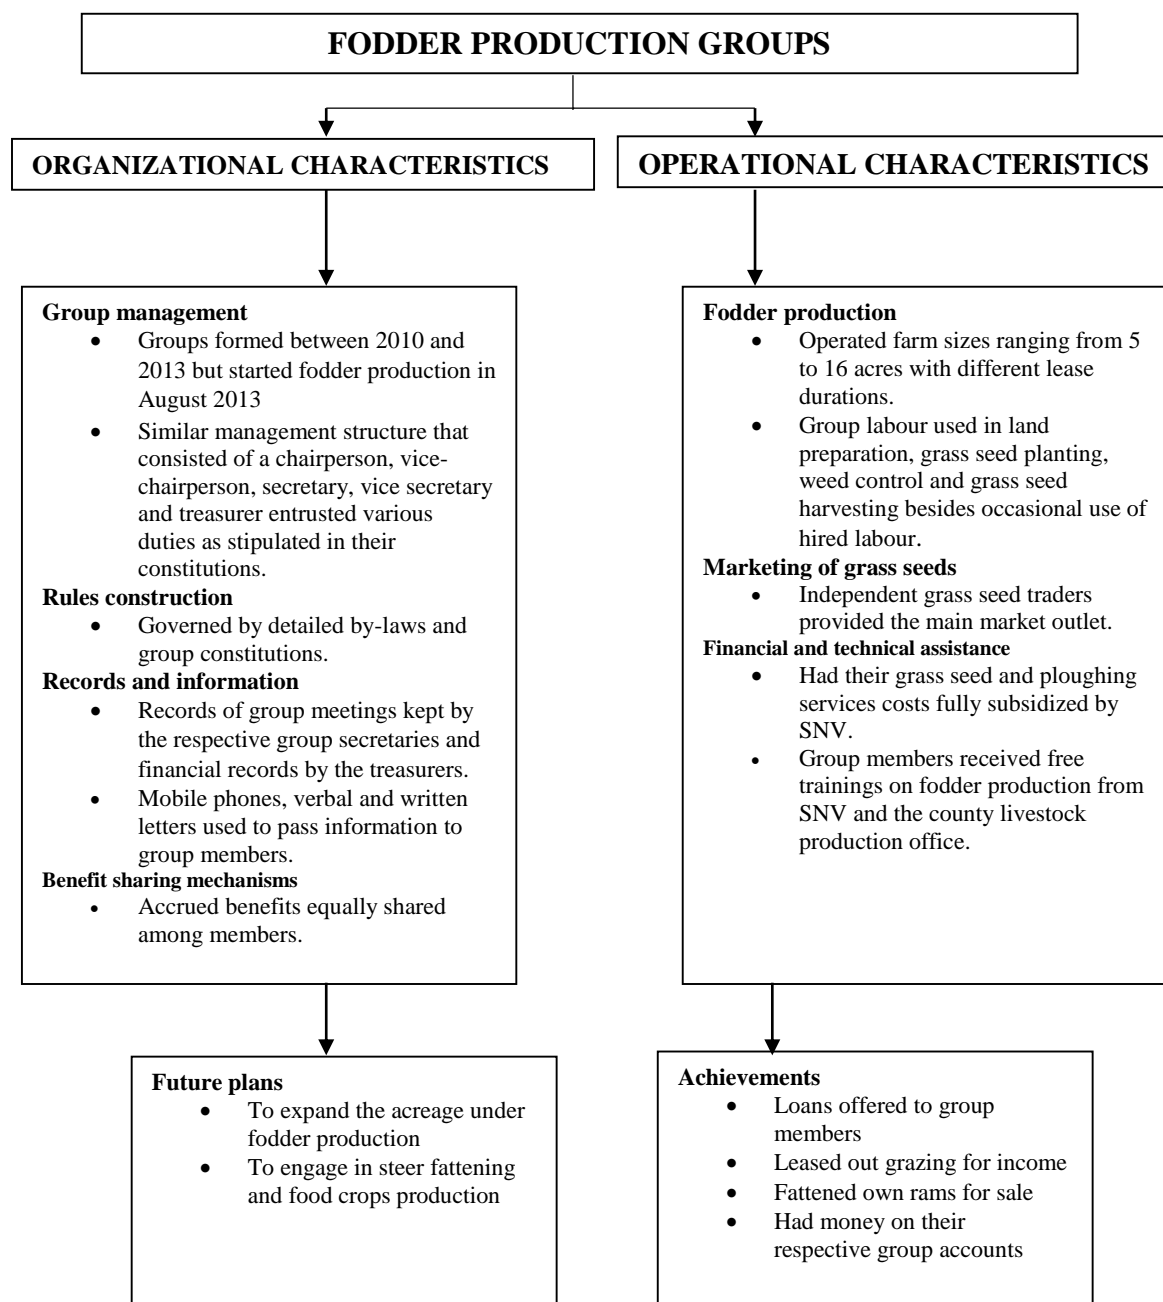 FODDER PRODUCTION GROUPS
ORGANIZATIONAL CHARACTERISTICS
OPERATIONAL CHARACTERISTICS
Group management
• Groups formed between 2010 and
2013 but started fodder production in
August 2013
• Similar management structure that
consisted of a chairperson, vice-
chairperson, secretary, vice secretary
and treasurer entrusted various
duties as stipulated in their
constitutions.
Rules construction
• Governed by detailed by-laws and
group constitutions.
Records and information
• Records of group meetings kept by
the respective group secretaries and
financial records by the treasurers.
• Mobile phones, verbal and written
letters used to pass information to
group members.
Benefit sharing mechanisms
• Accrued benefits equally shared
among members.
Fodder production
• Operated farm sizes ranging from 5
to 16 acres with different lease
durations.
• Group labour used in land
preparation, grass seed planting,
weed control and grass seed
harvesting besides occasional use of
hired labour.
Marketing of grass seeds
• Independent grass seed traders
provided the main market outlet.
Financial and technical assistance
• Had their grass seed and ploughing
services costs fully subsidized by
SNV.
• Group members received free
trainings on fodder production from
SNV and the county livestock
production office.
Future plans
• To expand the acreage under
fodder production
• To engage in steer fattening
and food crops production
Achievements
• Loans offered to group
members
• Leased out grazing for income
• Fattened own rams for sale
• Had money on their
respective group accounts